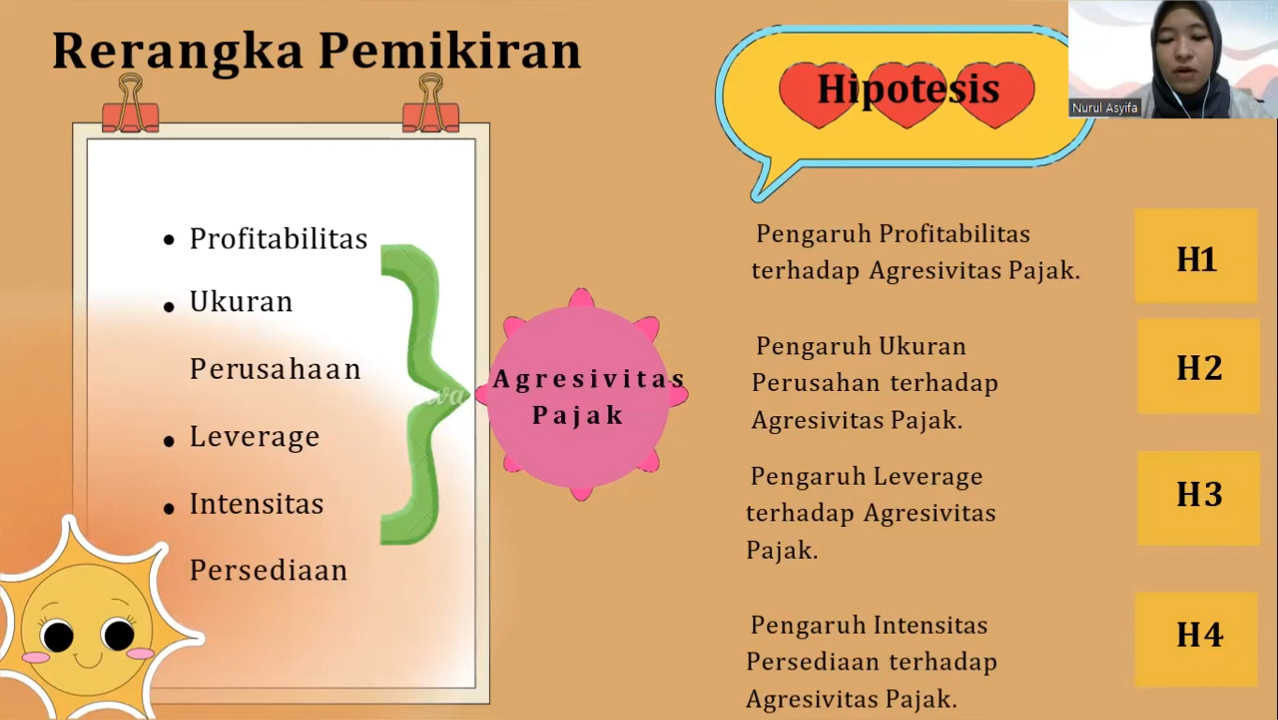 Rerangka Pemikiran
Profitabilitas
Ukuran
Perusahaan
Leverage
Intensitas
Persediaan
Agresivitas
Pajak
Hipotesis
Nurul Asyifa
Pengaruh Profitabilitas
terhadap Agresivitas Pajak.
H1
Pengaruh Ukuran
Perusahan terhadap
Agresivitas Pajak.
H2
Pengaruh Leverage
terhadap Agresivitas
Pajak.
H3
Pengaruh Intensitas
Persediaan terhadap
Agresivitas Pajak.
H4